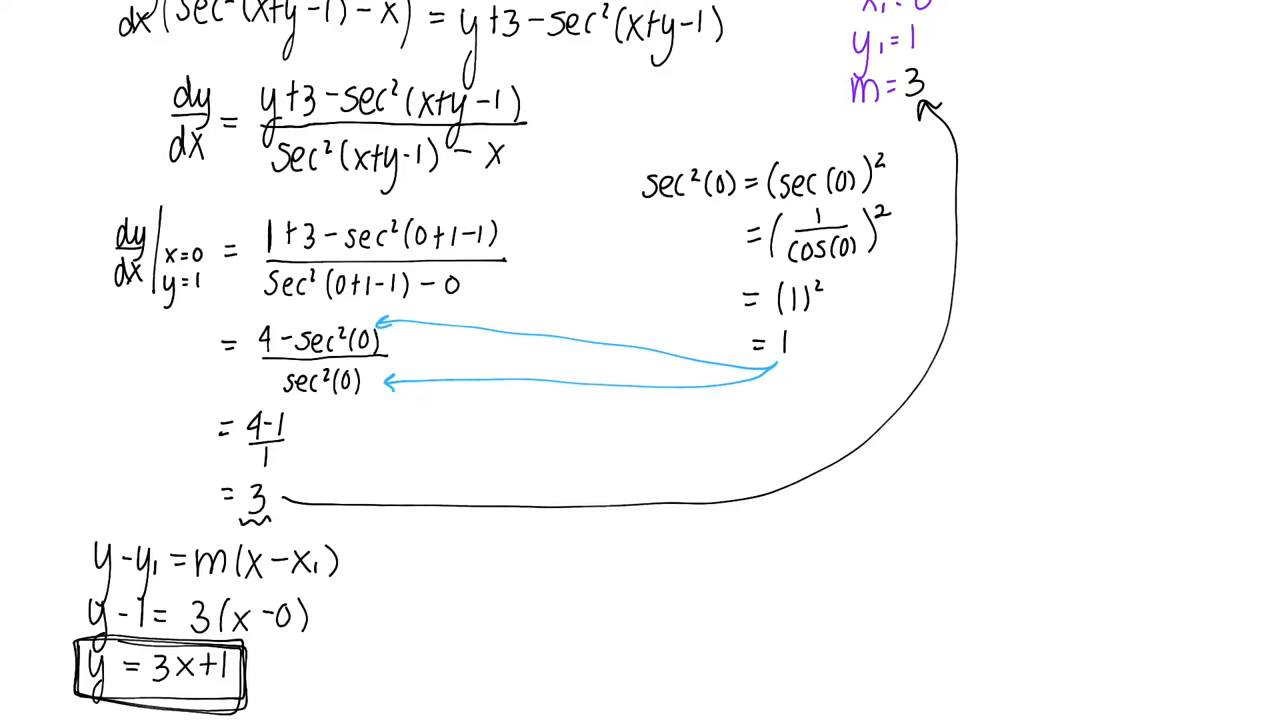 dy/dx (sec²(x+y-1) - x) = y+3-sec²(x+y-1)
x₁=0
y₁=1
m=3
dy/dx = (y+3-sec²(x+y-1))/(sec²(x+y-1) - x)
sec²(0) = (sec(0))²
= (1/cos(0))²
= (1)²
= 1
dy/dx |x=0 y=1 = (1+3-sec²(0+1-1))/(sec²(0+1-1) - 0)
= (4-sec²(0))/(sec²(0))
= (4-1)/1
= 3
y-y₁ = m(x-x₁)
y-1 = 3(x-0)
y = 3x+1